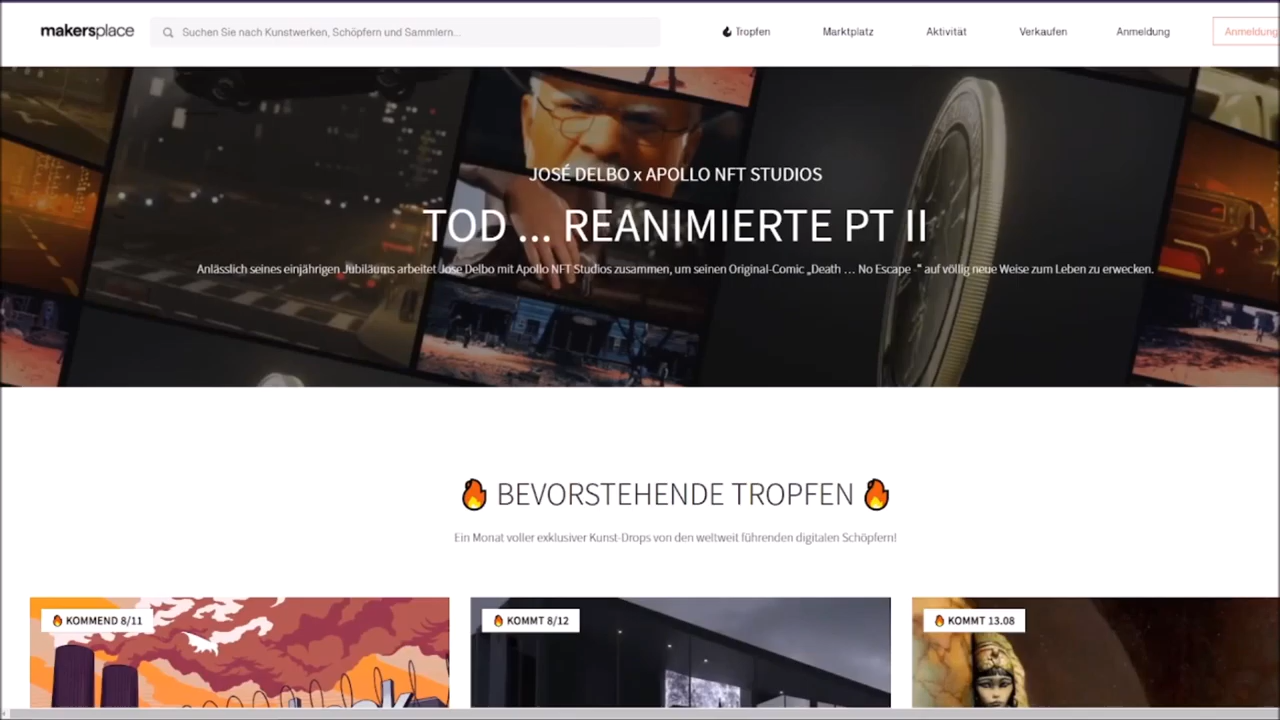 makersplace
Suchen Sie nach Kunstwerken, Schöpfern und Sammlern...
Tropfen
Marktplatz
Aktivität
Verkaufen
Anmeldung
Anmeldung
JOSÉ DELBO x APOLLO NFT STUDIOS
TOD ... REANIMIERTE PT II
Anlässlich seines einjährigen Jubiläums arbeitet Jose Delbo mit Apollo NFT Studios zusammen, um seinen Original-Comic „Death … No Escape -" auf völlig neue Weise zum Leben zu erwecken.
BEVORSTEHENDE TROPFEN
Ein Monat voller exklusiver Kunst-Drops von den weltweit führenden digitalen Schöpfern!
KOMMEND 8/11
KOMMT 8/12
KOMMT 13.08